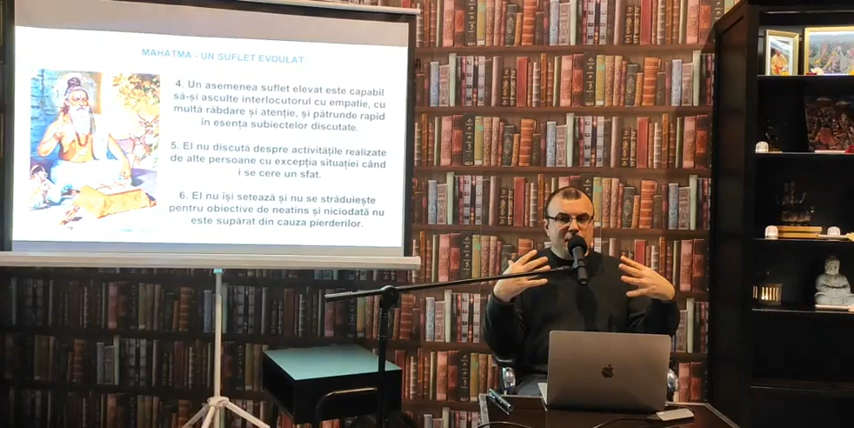 MAHATMA - UN SUFLET EVOULAT
4. Un asemenea suflet elevat este capabil
să-și asculte interlocutorul cu empatie, cu
multă răbdare și atenție, și pătrunde rapid
în esența subiectelor discutate.
5. El nu discută despre activitățile realizate
de alte persoane cu excepția situației când
i se cere un sfat.
6. El nu își setează și nu se străduiește
pentru obiective de neatins și niciodată nu
este supărat din cauza pierderilor.